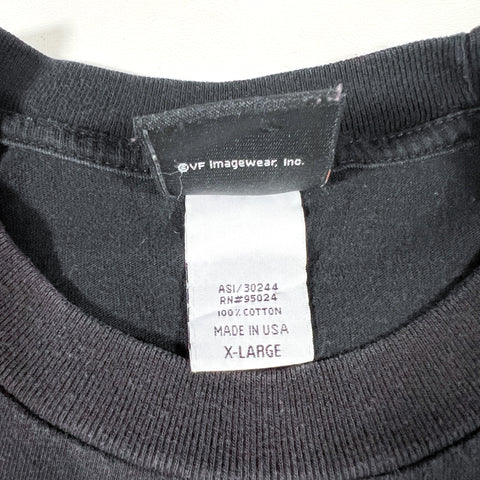 ©VF Imagewear, Inc.
ASI/30244
RN#95024
100% COTTON
MADE IN USA
X-LARGE